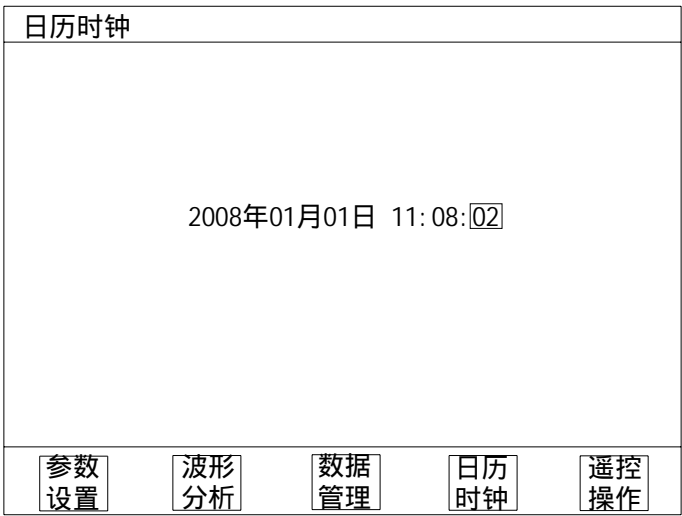 日历时钟
2008年01月01日 11:08:02
参数 波形 数据 日历 遥控
设置 分析 管理 时钟 操作